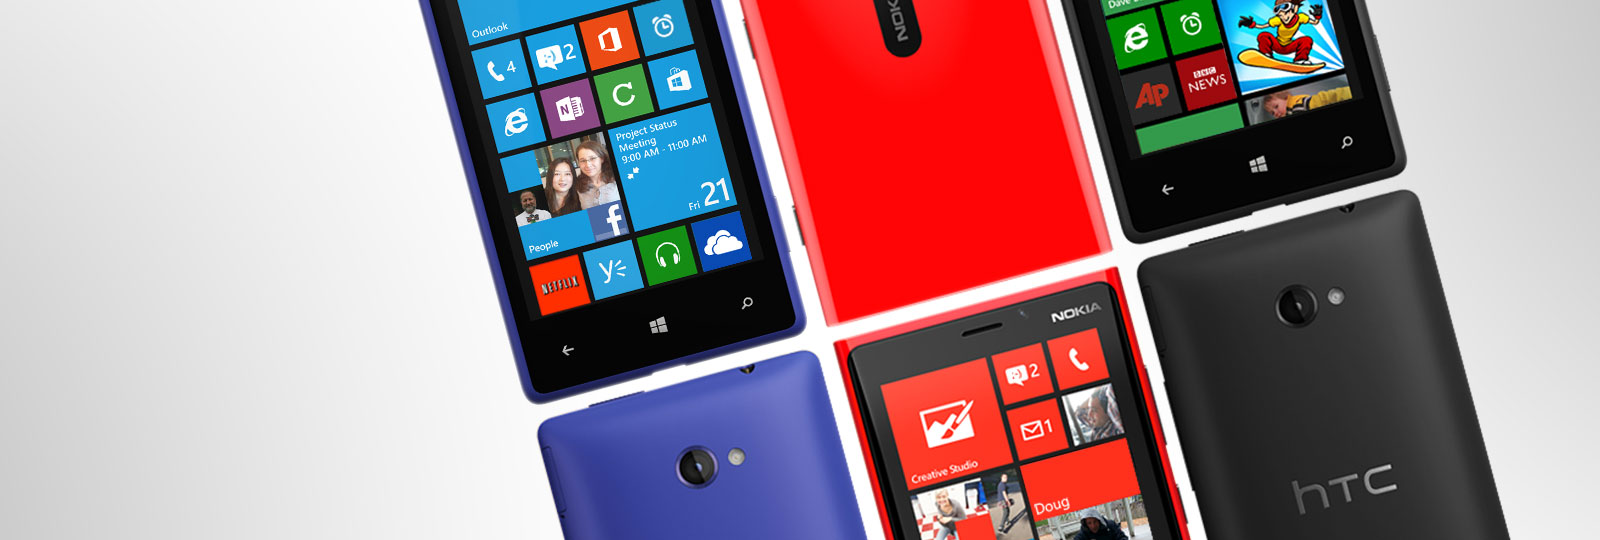 Outlook
4
2
N
Project Status
Meeting
9:00 AM - 11:00 AM
Fri 21
f
People
NETFLIX
NOKIA
AP
BBC
NEWS
NOKIA
2
1
Creative Studio
Doug
hTC